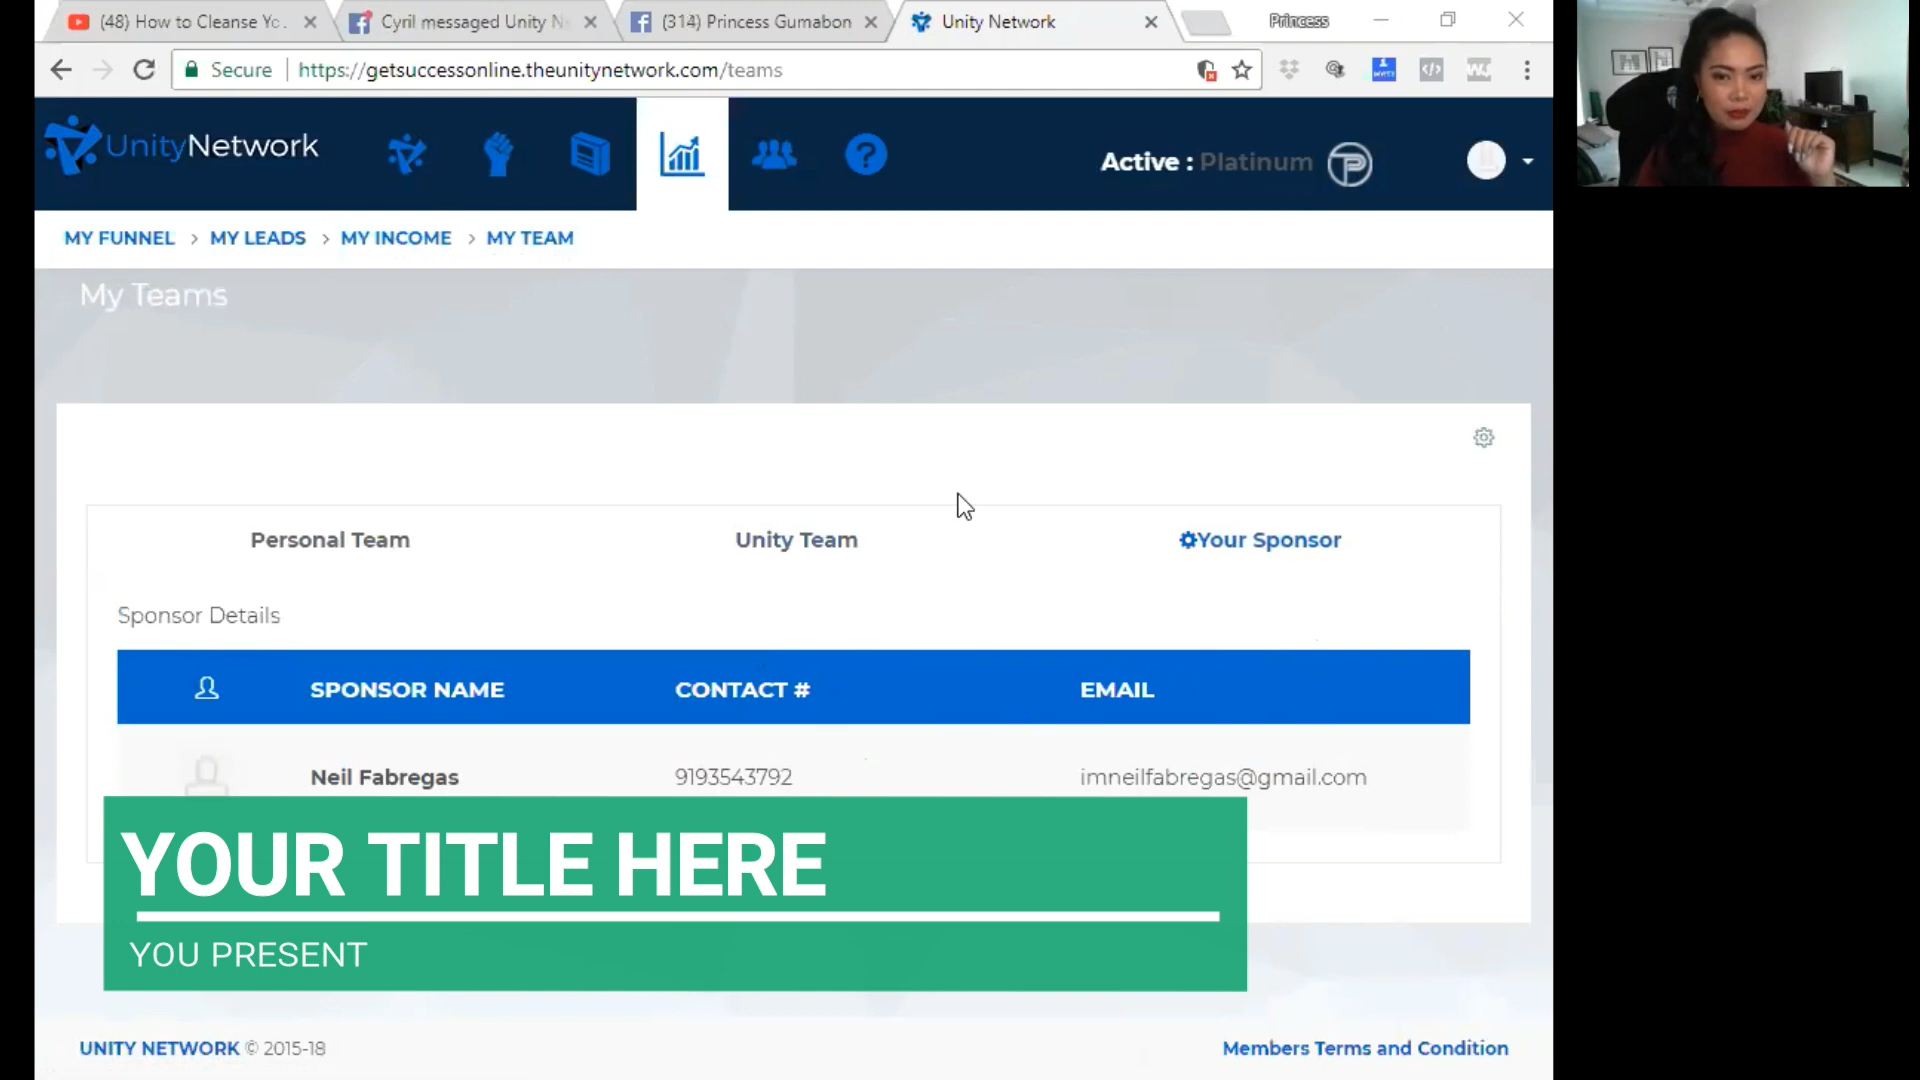 (48) How to Cleanse Yo
Cyril messaged Unity N
(314) Princess Gumabon
Unity Network
Princess
Secure
https://getsuccessonline.theunitynetwork.com/teams
UnityNetwork
Active : Platinum
MY FUNNEL > MY LEADS > MY INCOME > MY TEAM
My Teams
Personal Team
Unity Team
Your Sponsor
Sponsor Details
SPONSOR NAME
CONTACT #
EMAIL
Neil Fabregas
9193543792
imneilfabregas@gmail.com
YOUR TITLE HERE
YOU PRESENT
UNITY NETWORK © 2015-18
Members Terms and Condition